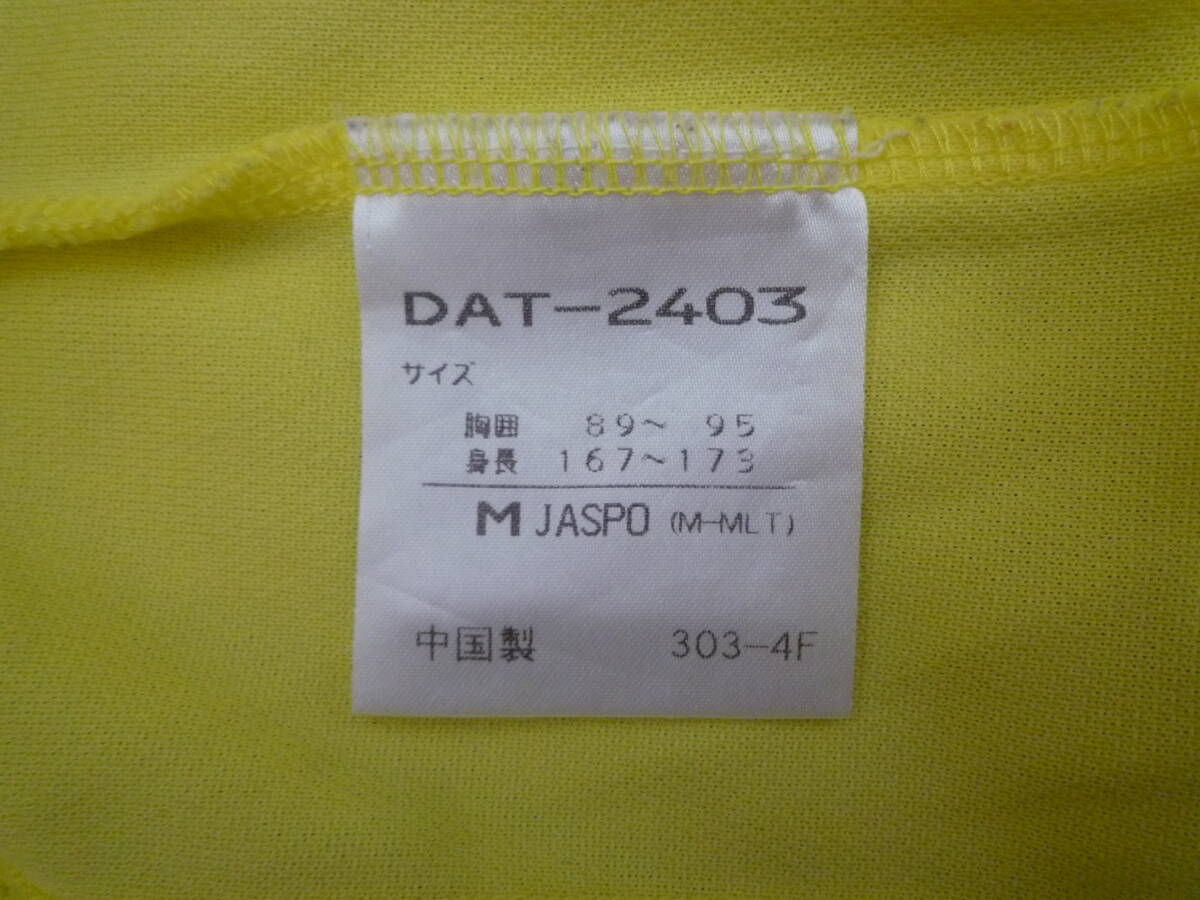 DAT-2403
サイズ
胸囲 89~ 95
身長 167~173
M JASPO (M-MLT)
中国製 303-4F